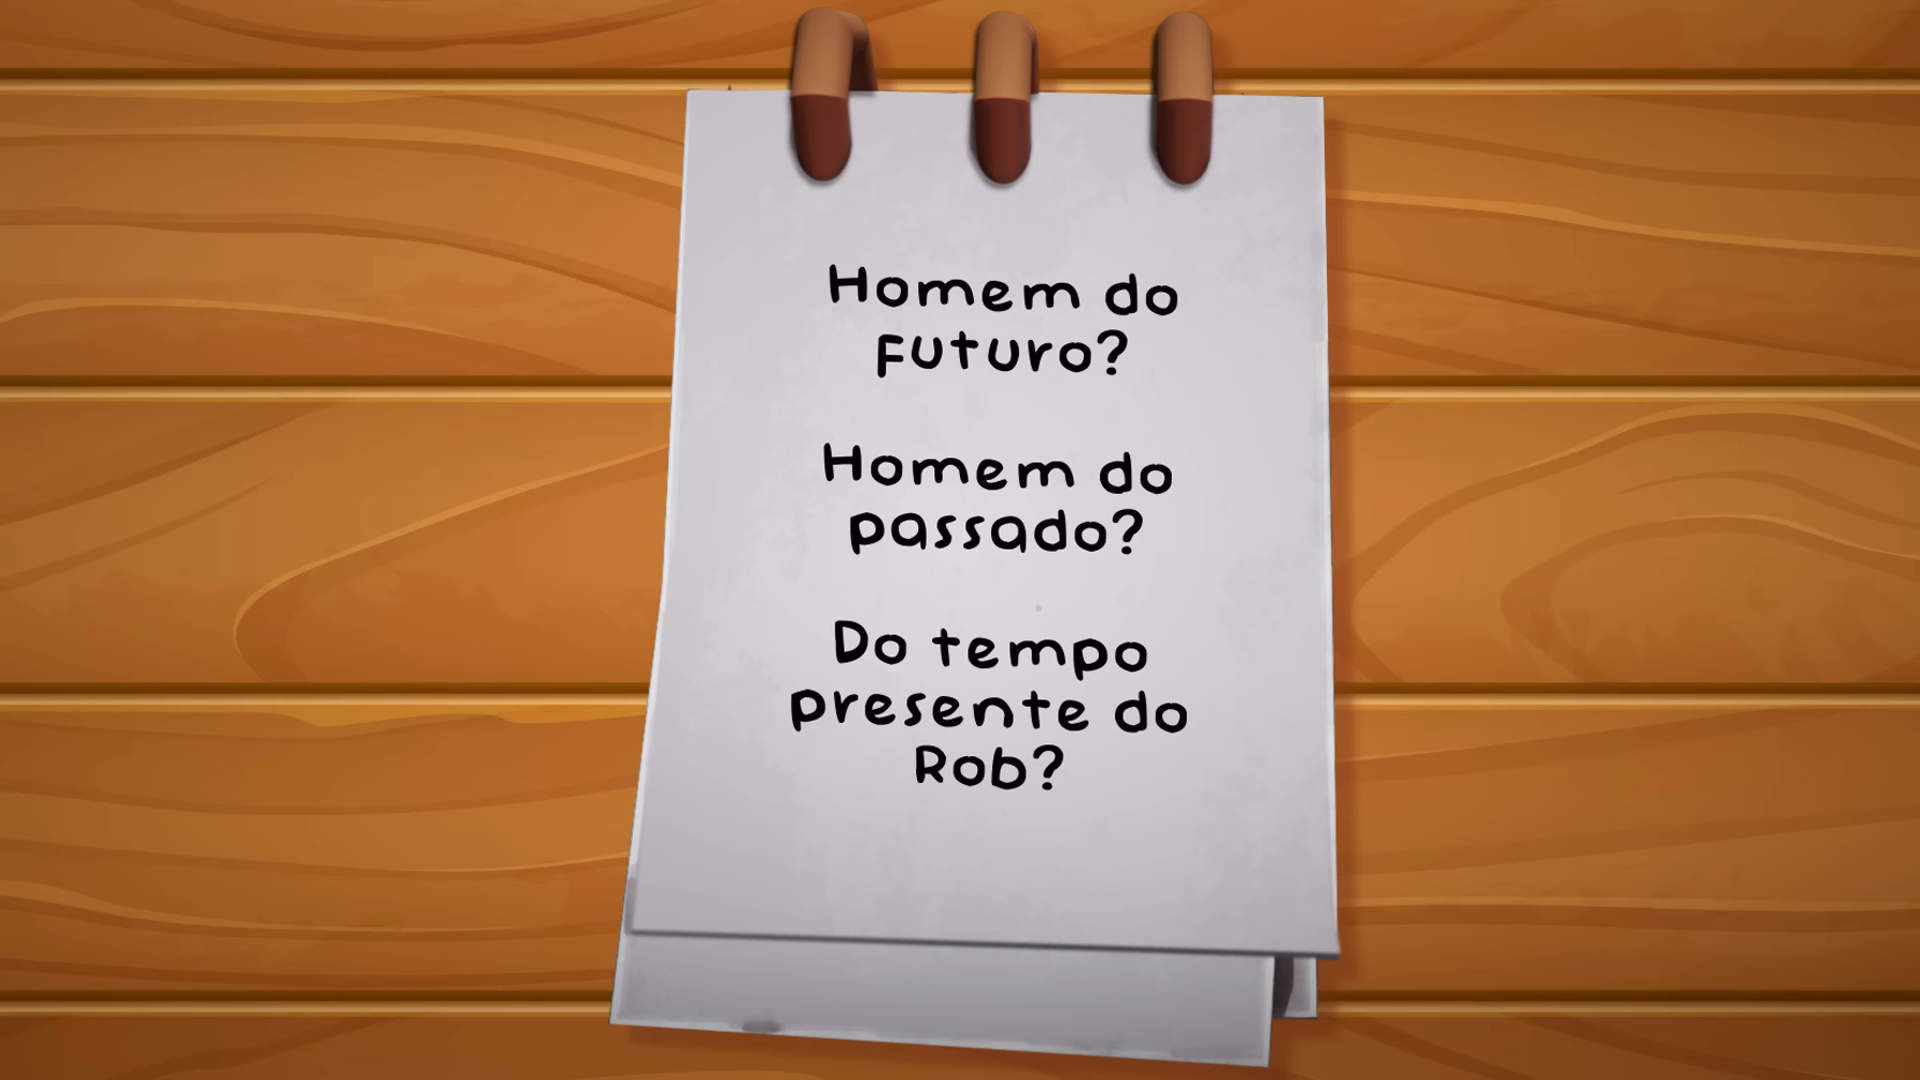 Homem do
futuro?
Homem do
passado?
Do tempo
presente do
Rob?